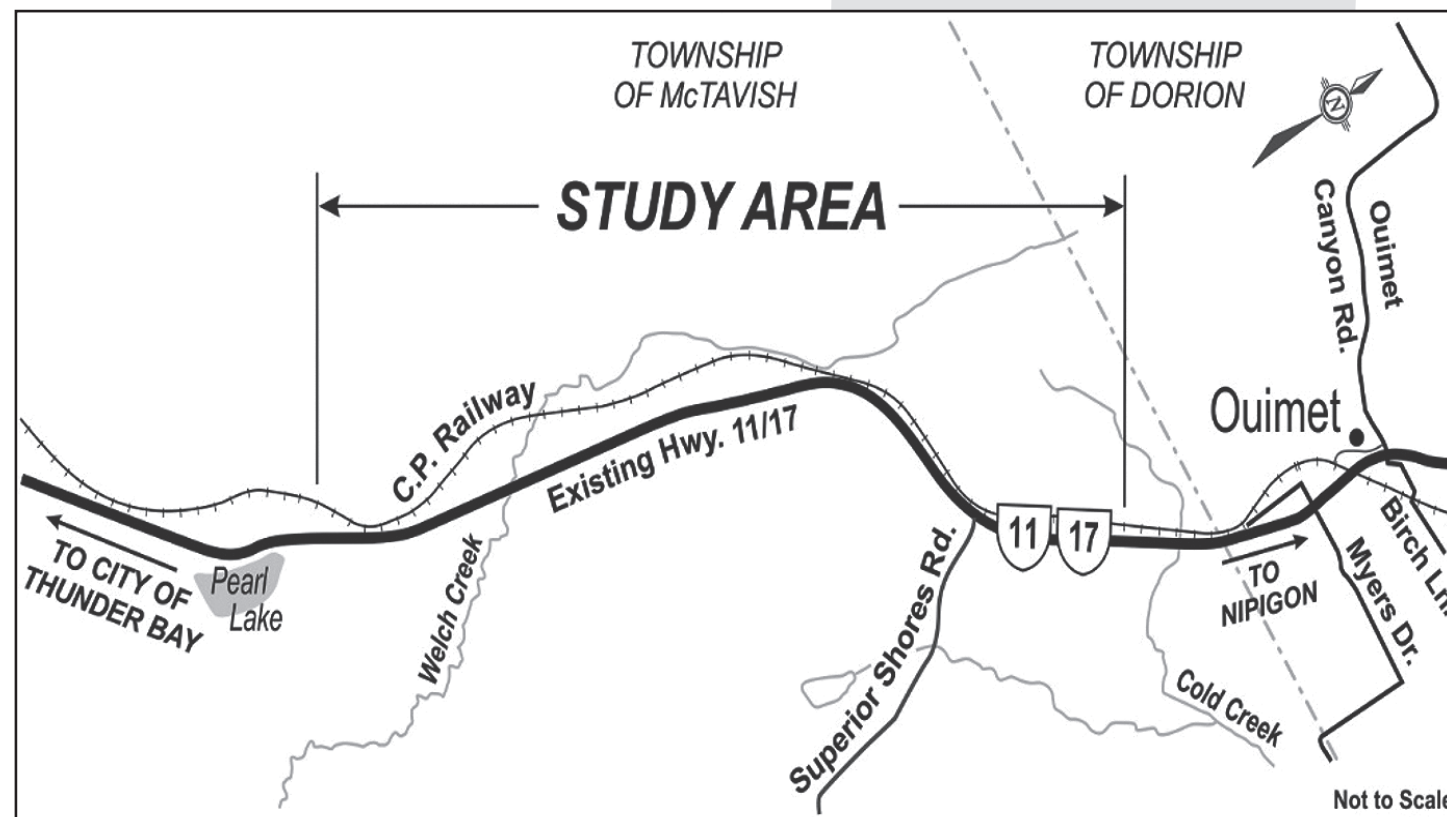 TOWNSHIP
OF McTAVISH
TOWNSHIP
OF DORION
N
STUDY AREA
Ouimet
Canyon Rd.
Ouimet
C.P. Railway
Existing Hwy. 11/17
11
17
TO CITY OF
THUNDER BAY
Pearl
Lake
Welch Creek
Superior Shores Rd.
TO
NIPIGON
Cold Creek
Myers Dr.
Birch Ln.
Not to Scale